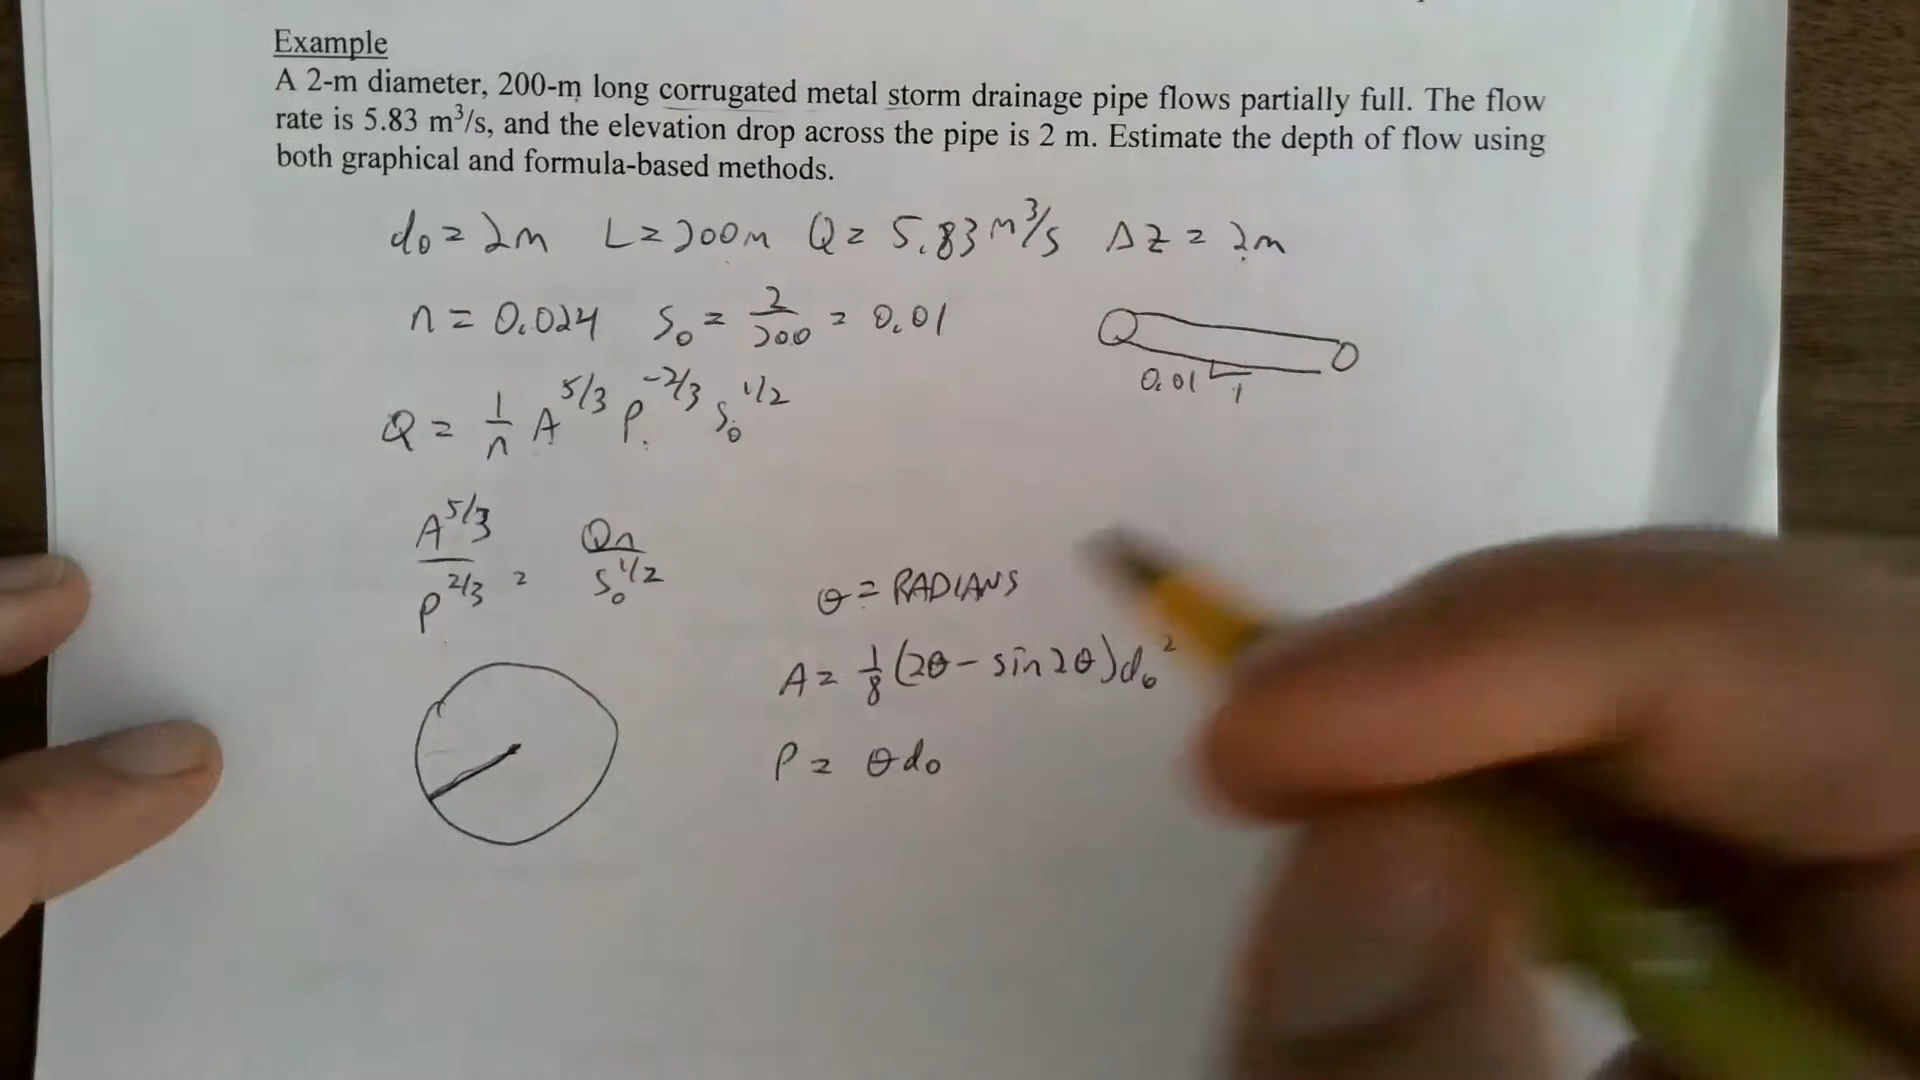 Example
A 2-m diameter, 200-m long corrugated metal storm drainage pipe flows partially full. The flow
rate is 5.83 m³/s, and the elevation drop across the pipe is 2 m. Estimate the depth of flow using
both graphical and formula-based methods.
d₀ = 2m L = 200m Q = 5.83 m³/s ΔZ = 2m
n = 0.024 S₀ = 2/200 = 0.01
0.01 1
Q = 1/n A^5/3 P^-2/3 S₀^1/2
A^5/3 / P^2/3 = Qn / S₀^1/2
θ = RADIANS
A = 1/8 (2θ - sin2θ)d₀²
P = θd₀